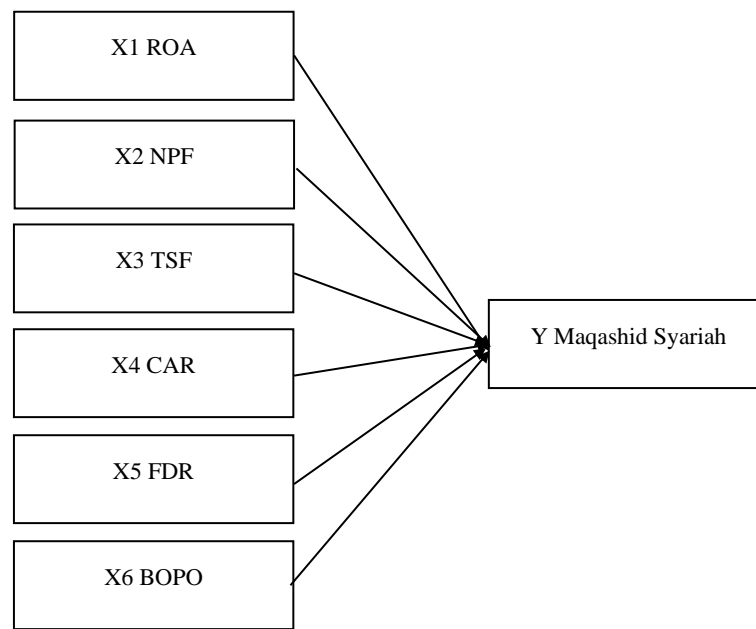 X1 ROA
X2 NPF
X3 TSF
X4 CAR
X5 FDR
X6 BOPO
Y Maqashid Syariah